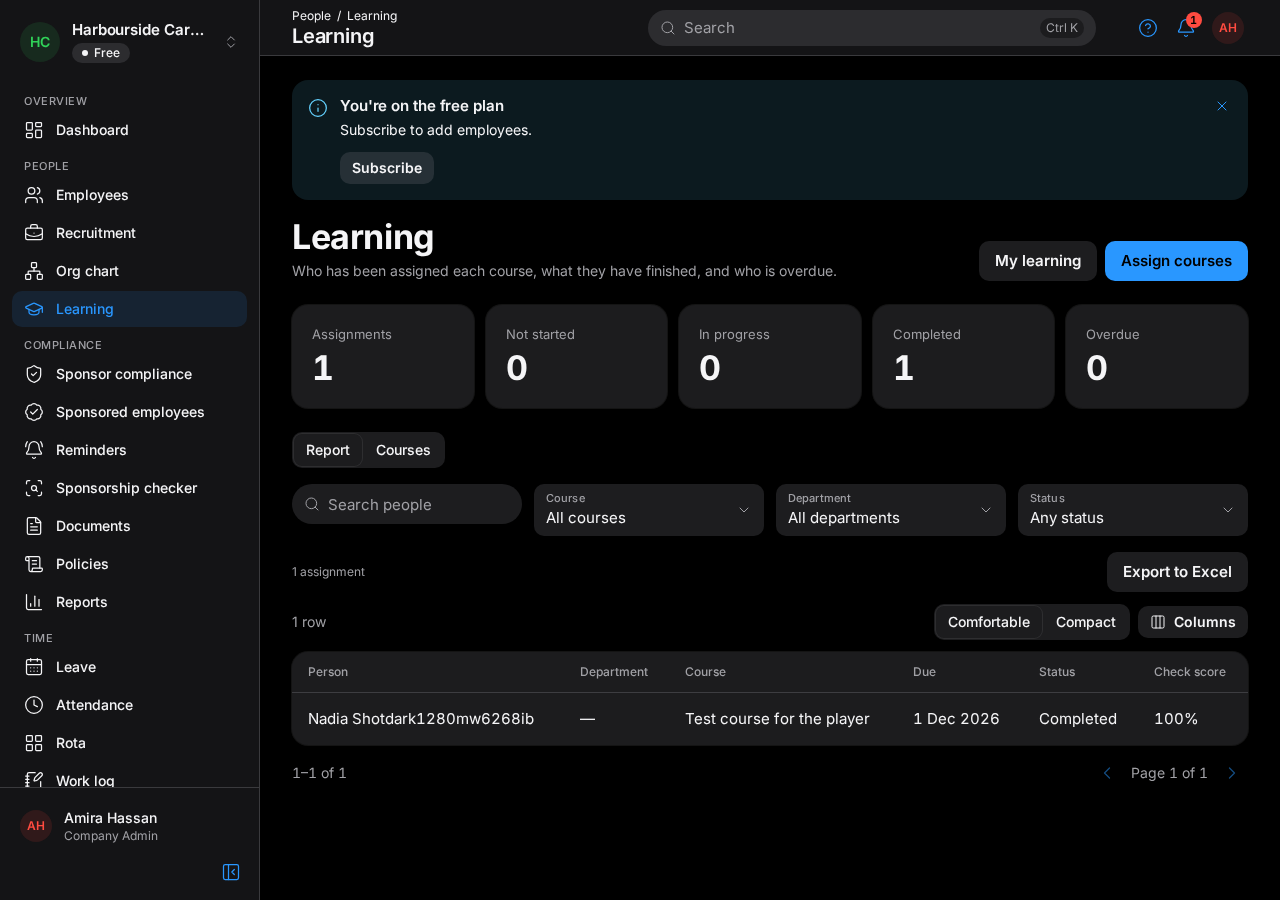 HC
Harbourside Car...
Free
OVERVIEW
Dashboard
PEOPLE
Employees
Recruitment
Org chart
Learning
COMPLIANCE
Sponsor compliance
Sponsored employees
Reminders
Sponsorship checker
Documents
Policies
Reports
TIME
Leave
Attendance
Rota
Work log
AH
Amira Hassan
Company Admin
People / Learning
Learning
Search
Ctrl K
1
AH
You're on the free plan
Subscribe to add employees.
Subscribe
Learning
Who has been assigned each course, what they have finished, and who is overdue.
My learning
Assign courses
Assignments
1
Not started
0
In progress
0
Completed
1
Overdue
0
Report
Courses
Search people
Course
All courses
Department
All departments
Status
Any status
1 assignment
Export to Excel
1 row
Comfortable
Compact
Columns
Person Department Course Due Status Check score
Nadia Shotdark1280mw6268ib — Test course for the player 1 Dec 2026 Completed 100%
1–1 of 1
Page 1 of 1